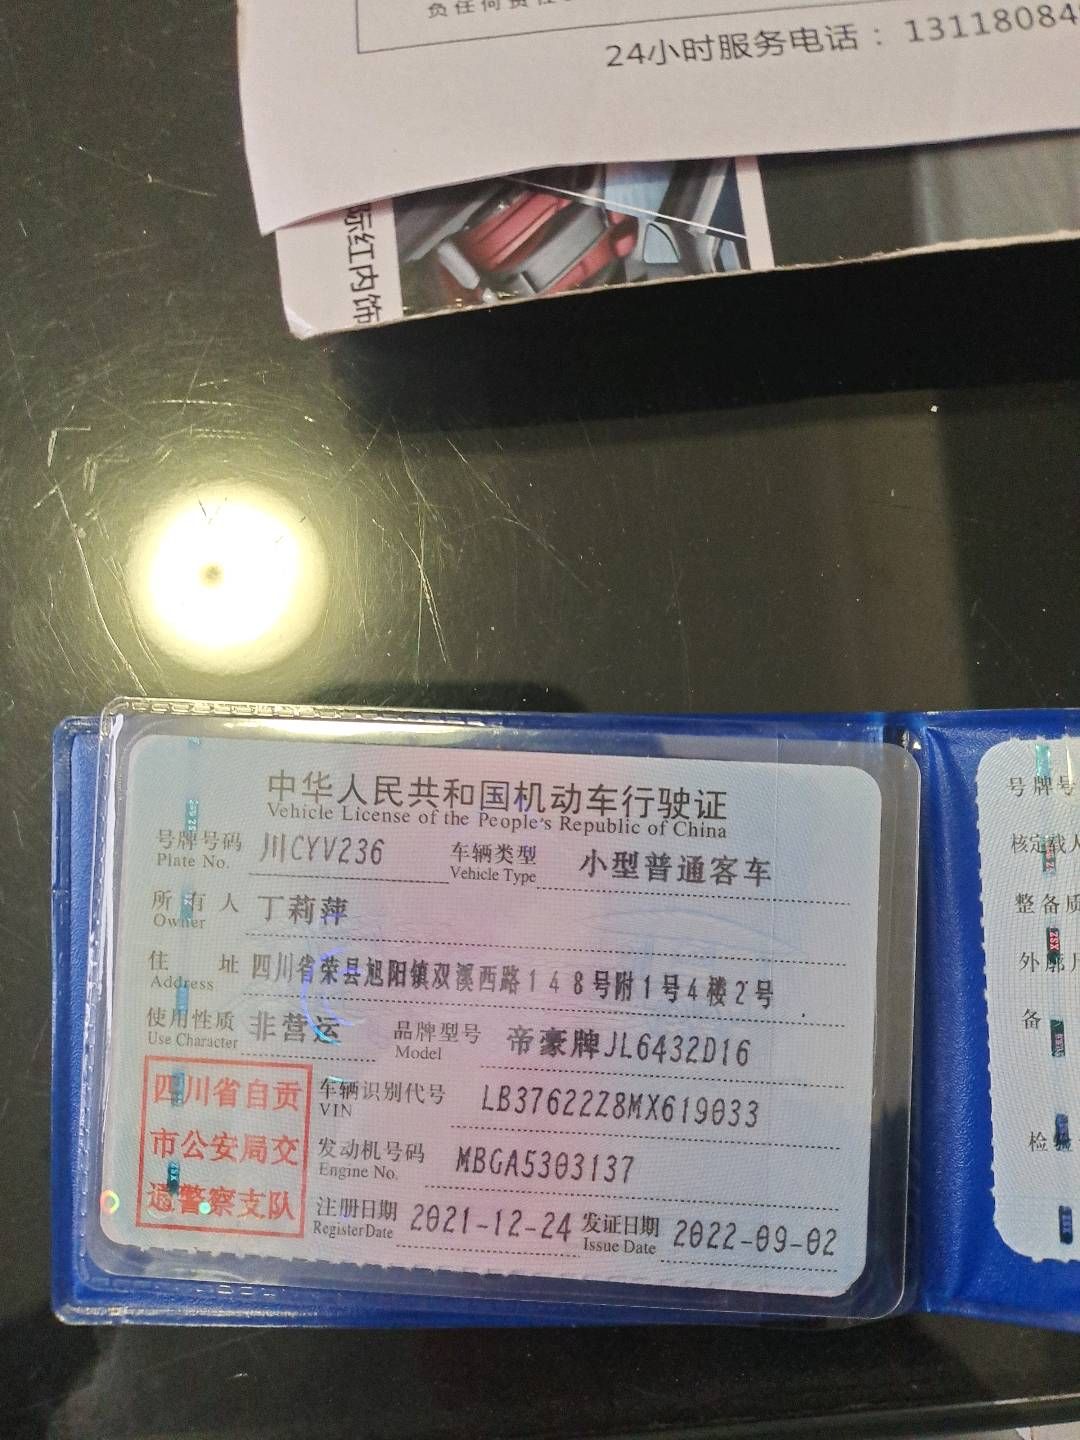 负任何责任
24小时服务电话：13118084
际红内饰
中华人民共和国机动车行驶证
Vehicle License of the People's Republic of China
号牌号码 川CYV236 车辆类型 小型普通客车
Plate No. Vehicle Type
所有人 丁莉萍
Owner
住址 四川省荣县旭阳镇双溪西路148号附1号4楼2号
Address
使用性质 非营运 品牌型号 帝豪牌JL6432D16
Use Character Model
四川省自贡
市公安局交
通警察支队
车辆识别代号 LB37622Z8MX619033
VIN
发动机号码 MBGA5303137
Engine No.
注册日期 2021-12-24 发证日期 2022-09-02
Register Date Issue Date
号牌号
核定载人
整备质
外廓尺
备
检验